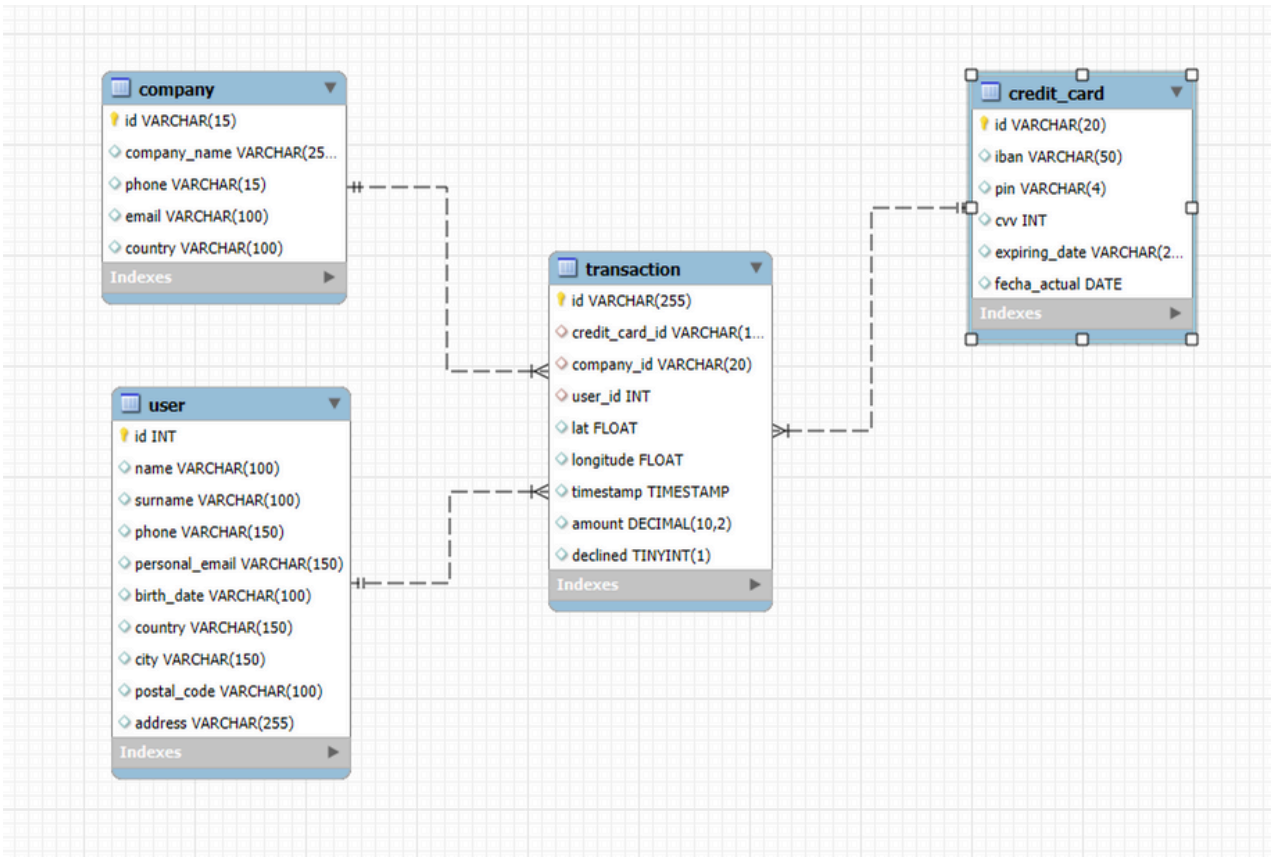 company
id VARCHAR(15)
company_name VARCHAR(25...
phone VARCHAR(15)
email VARCHAR(100)
country VARCHAR(100)
Indexes
user
id INT
name VARCHAR(100)
surname VARCHAR(100)
phone VARCHAR(150)
personal_email VARCHAR(150)
birth_date VARCHAR(100)
country VARCHAR(150)
city VARCHAR(150)
postal_code VARCHAR(100)
address VARCHAR(255)
Indexes
transaction
id VARCHAR(255)
credit_card_id VARCHAR(1...
company_id VARCHAR(20)
user_id INT
lat FLOAT
longitude FLOAT
timestamp TIMESTAMP
amount DECIMAL(10,2)
declined TINYINT(1)
Indexes
credit_card
id VARCHAR(20)
iban VARCHAR(50)
pin VARCHAR(4)
cvv INT
expiring_date VARCHAR(2...
fecha_actual DATE
Indexes